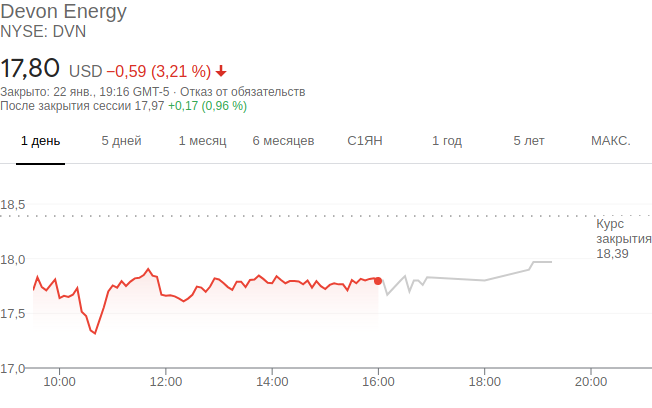 Devon Energy
NYSE: DVN
17,80 USD −0,59 (3,21 %)
Закрыто: 22 янв., 19:16 GMT-5 · Отказ от обязательств
После закрытия сессии 17,97 +0,17 (0,96 %)
1 день 5 дней 1 месяц 6 месяцев С1ЯН 1 год 5 лет МАКС.
18,5
Курс
закрытия
18,39
18,0
17,5
17,0
10:00 12:00 14:00 16:00 18:00 20:00